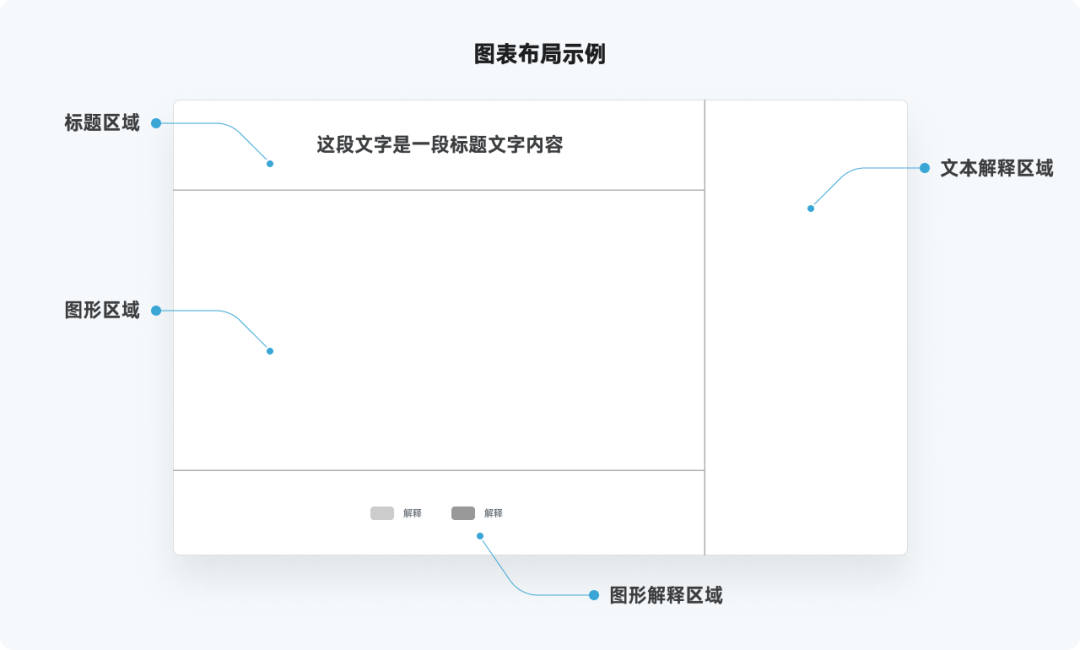 图表布局示例
标题区域
这段文字是一段标题文字内容
文本解释区域
图形区域
解释
解释
图形解释区域